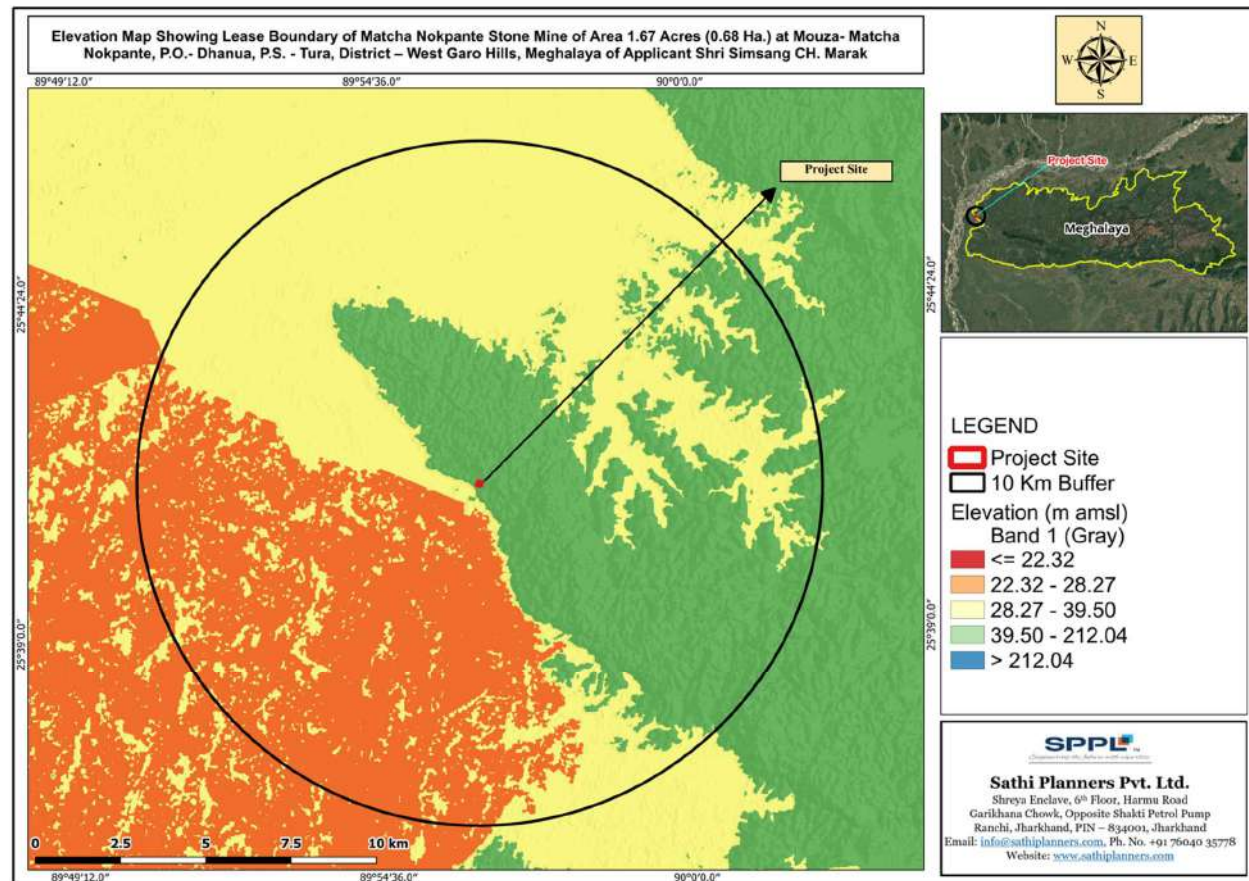 Elevation Map Showing Lease Boundary of Matcha Nokpante Stone Mine of Area 1.67 Acres (0.68 Ha.) at Mouza- Matcha
Nokpante, P.O.- Dhanua, P.S. - Tura, District – West Garo Hills, Meghalaya of Applicant Shri Simsang CH. Marak
89°49'12.0"
89°54'36.0"
90°0'0.0"
25°44'24.0"
25°39'0.0"
Project Site
0
2.5
5
7.5
10 km
89°49'12.0"
89°54'36.0"
90°0'0.0"
25°44'24.0"
25°39'0.0"
N
W
E
S
Project Site
Meghalaya
LEGEND
Project Site
10 Km Buffer
Elevation (m amsl)
Band 1 (Gray)
<= 22.32
22.32 - 28.27
28.27 - 39.50
39.50 - 212.04
> 212.04
SPPL
Sathi Planners Pvt. Ltd.
Shreya Enclave, 6th Floor, Harmu Road
Garikhana Chowk, Opposite Shakti Petrol Pump
Ranchi, Jharkhand, PIN – 834001, Jharkhand
Email: info@sathiplanners.com, Ph. No. +91 76040 35778
Website: www.sathiplanners.com